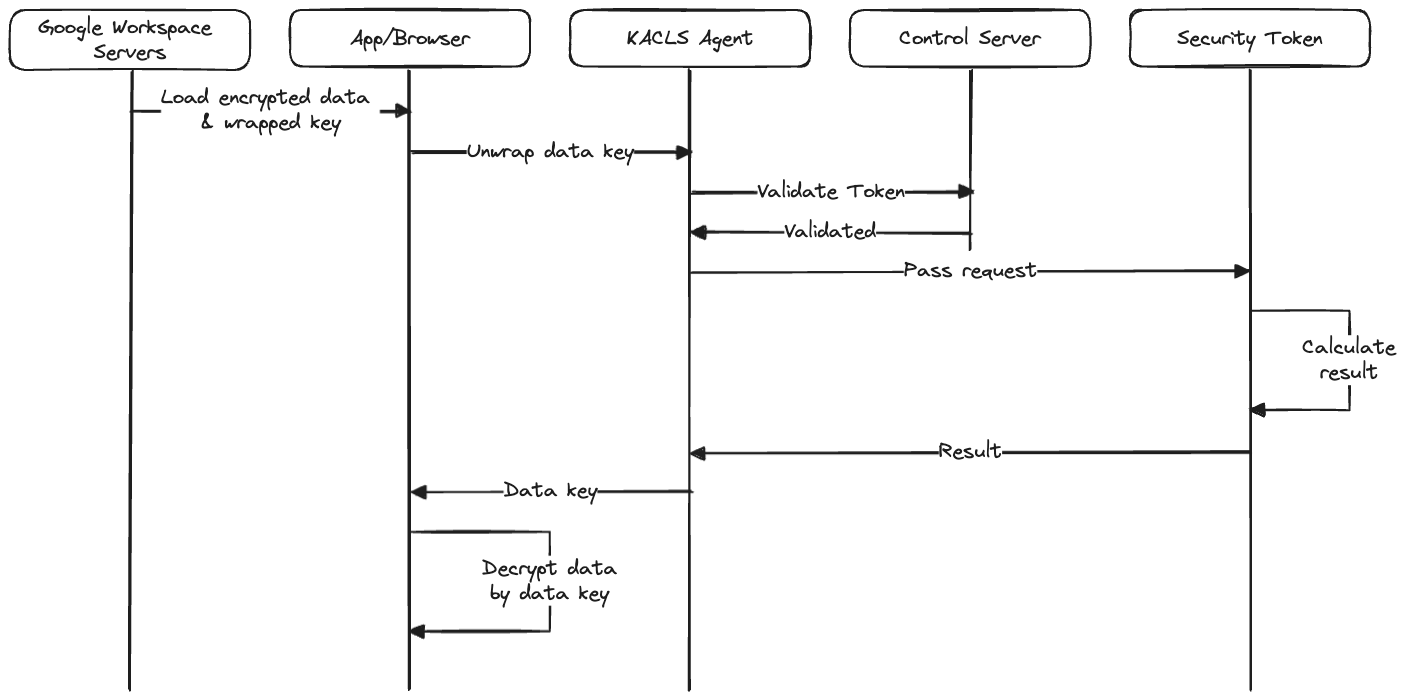 Google Workspace
Servers
App/Browser
KACLS Agent
Control Server
Security Token
Load encrypted data
& wrapped key
Unwrap data key
Validate Token
Validated
Pass request
Calculate
result
Result
Data key
Decrypt data
by data key